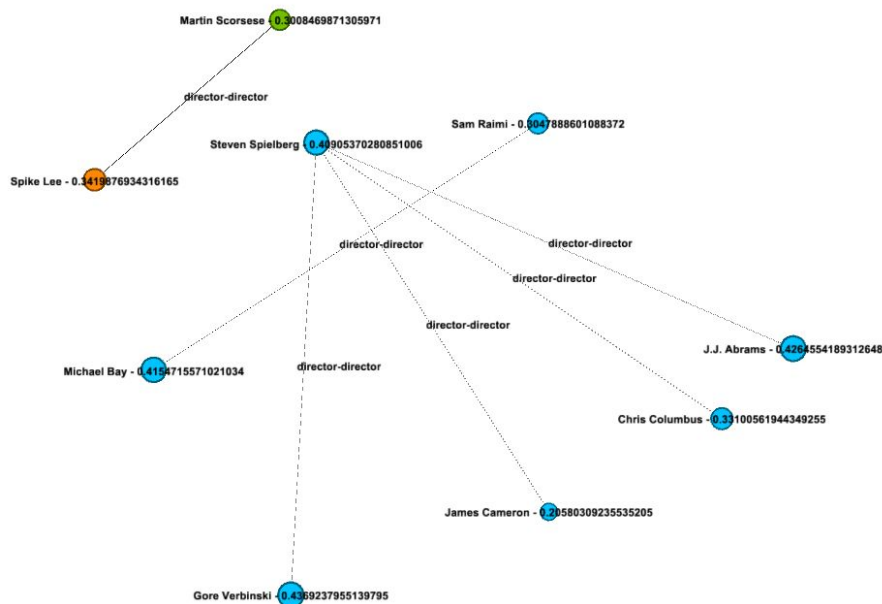 Martin Scorsese - 0.3008469871305971
director-director
Sam Raimi - 0.3047888601088372
Steven Spielberg - 0.40905370280851006
Spike Lee - 0.3419876934316165
director-director
director-director
director-director
director-director
J.J. Abrams - 0.4264554189312648
Michael Bay - 0.4154715571021034
director-director
Chris Columbus - 0.33100561944349255
James Cameron - 0.20580309235535205
Gore Verbinski - 0.4369237955139795